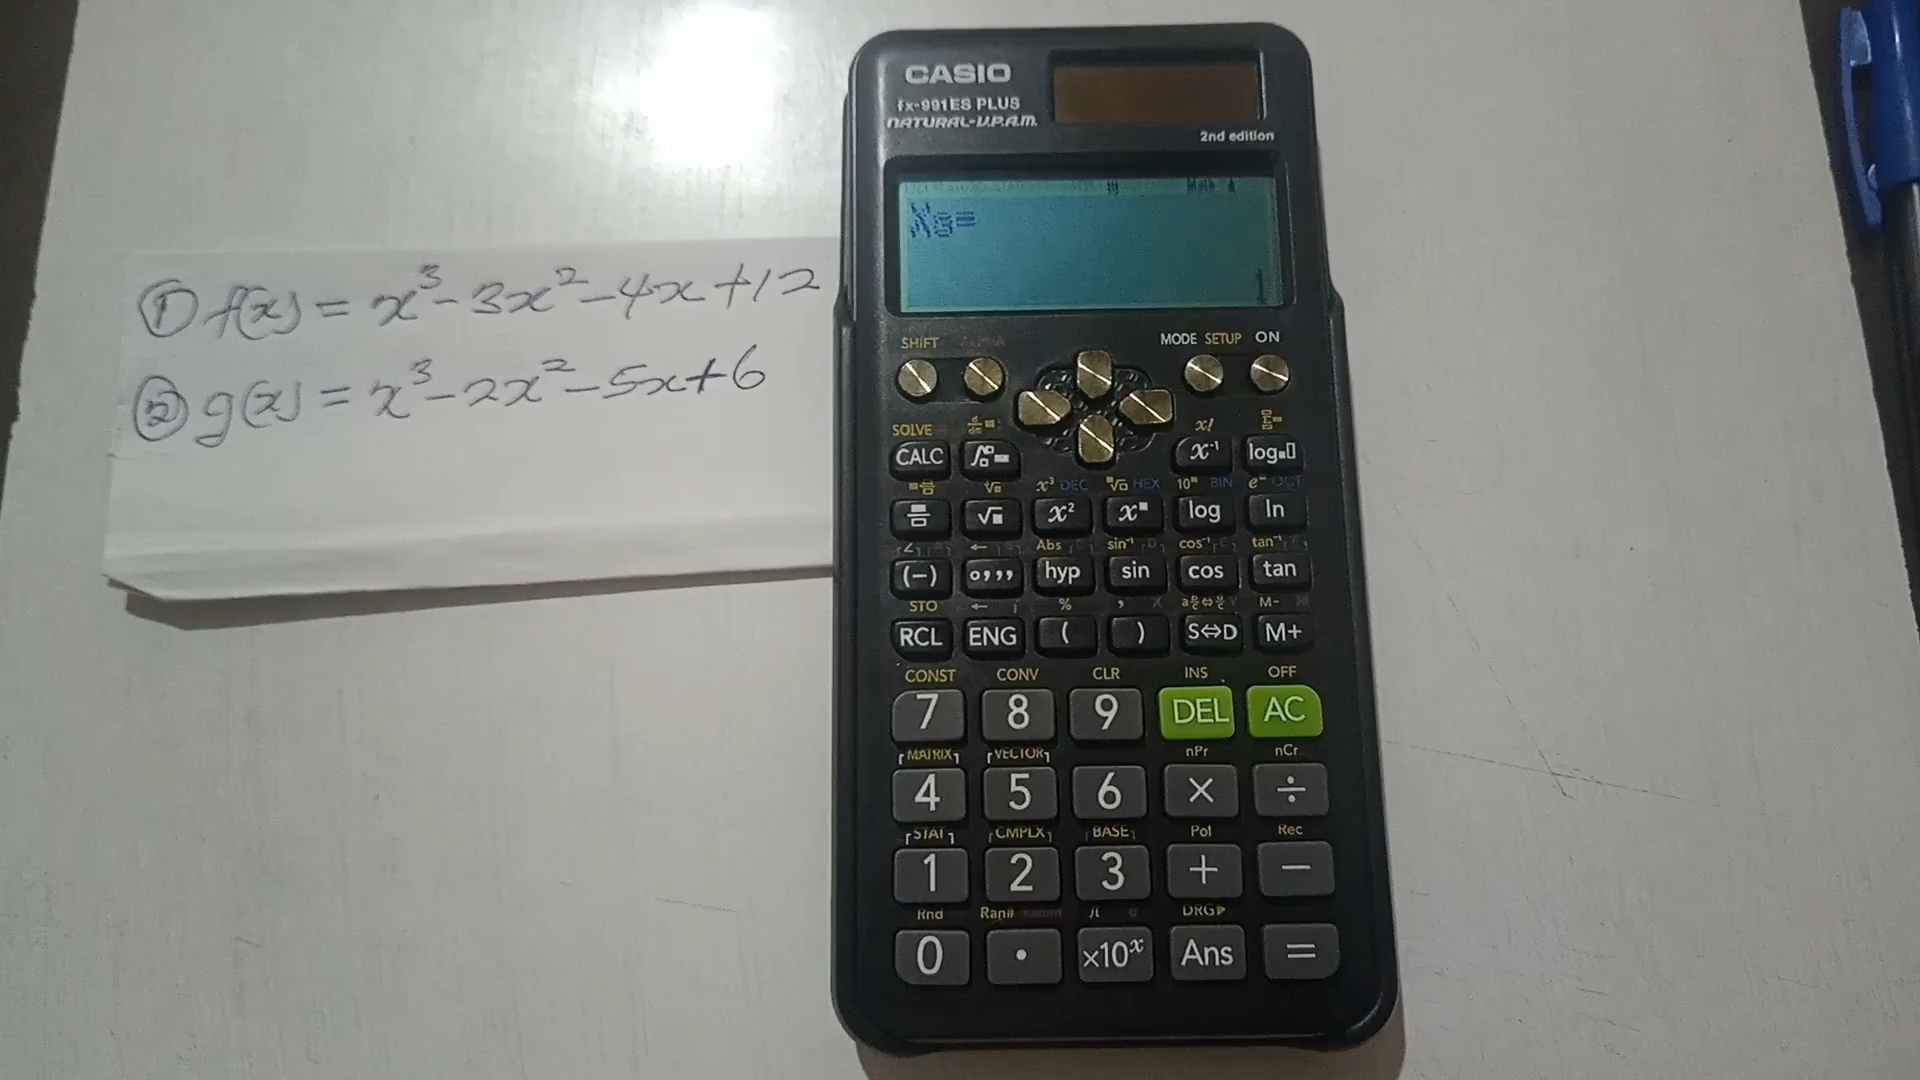 ① f(x) = x³ - 3x² - 4x + 12
② g(x) = x³ - 2x² - 5x + 6
CASIO
fx-991ES PLUS
NATURAL-V.P.A.M.
2nd edition
Math ▲
X₃=
1
SHIFT MODE SETUP ON
SOLVE x!
CALC x⁻¹ log
x³ DEC HEX 10 BIN e OCT
x² x log ln
Abs sin⁻¹ D cos⁻¹ E tan⁻¹
(−) °,,, hyp sin cos tan
STO ← i % , X M−
RCL ENG ( ) S⇔D M+
CONST CONV CLR INS OFF
7 8 9 DEL AC
MATRIX VECTOR nPr nCr
4 5 6 × ÷
STAT CMPLX BASE Pol Rec
1 2 3 + −
Rnd Ran# π e DRG▶
0 . ×10ˣ Ans =